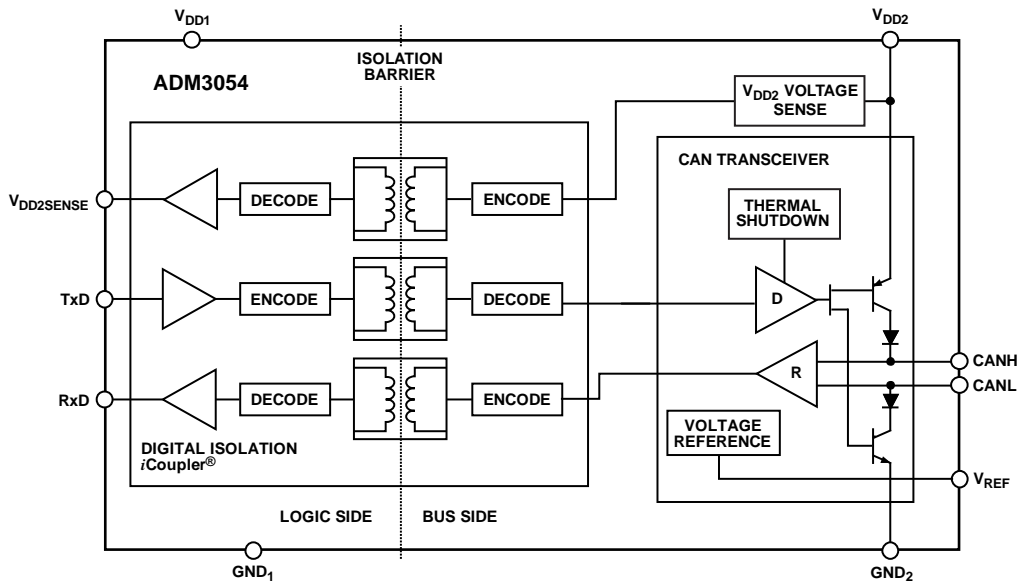 VDD1
VDD2
ADM3054
ISOLATION
BARRIER
VDD2 VOLTAGE
SENSE
CAN TRANSCEIVER
VDD2SENSE
DECODE
ENCODE
THERMAL
SHUTDOWN
TxD
ENCODE
DECODE
D
RxD
DECODE
ENCODE
R
CANH
CANL
VOLTAGE
REFERENCE
DIGITAL ISOLATION
iCoupler®
VREF
LOGIC SIDE
BUS SIDE
GND1
GND2